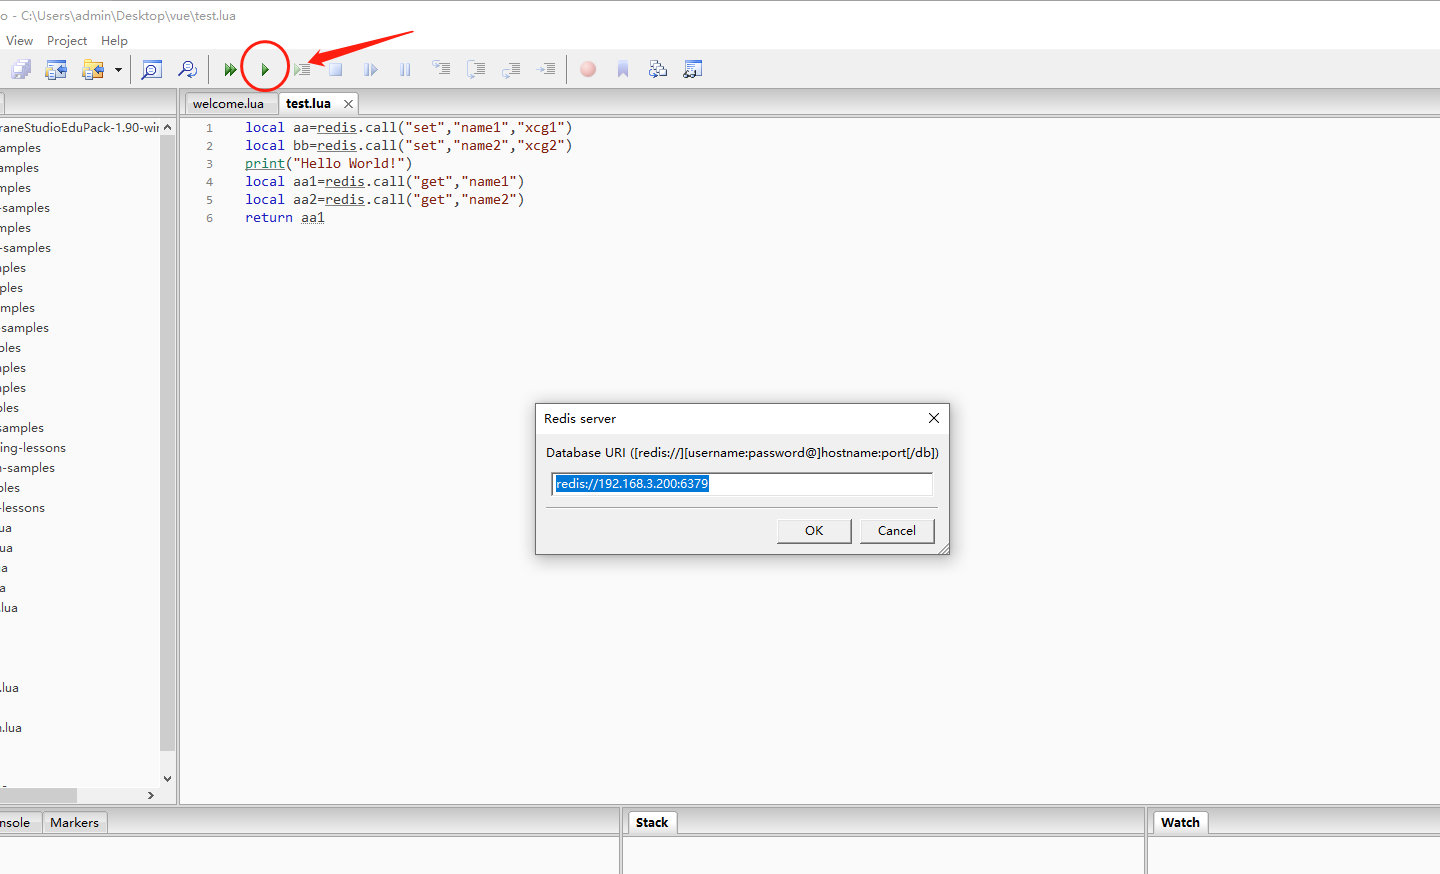 o - C:\Users\admin\Desktop\vue\test.lua
View Project Help
welcome.lua test.lua
raneStudioEduPack-1.90-wir
amples
amples
mples
-samples
mples
-samples
mples
ples
mples
-samples
ples
nples
nples
ples
samples
ing-lessons
n-samples
ples
-lessons
ua
ua
ua
a
.lua
.lua
n.lua
1 local aa=redis.call("set","name1","xcg1")
2 local bb=redis.call("set","name2","xcg2")
3 print("Hello World!")
4 local aa1=redis.call("get","name1")
5 local aa2=redis.call("get","name2")
6 return aa1
Redis server
Database URI ([redis://][username:password@]hostname:port[/db])
redis://192.168.3.200:6379
OK Cancel
nsole Markers
Stack
Watch